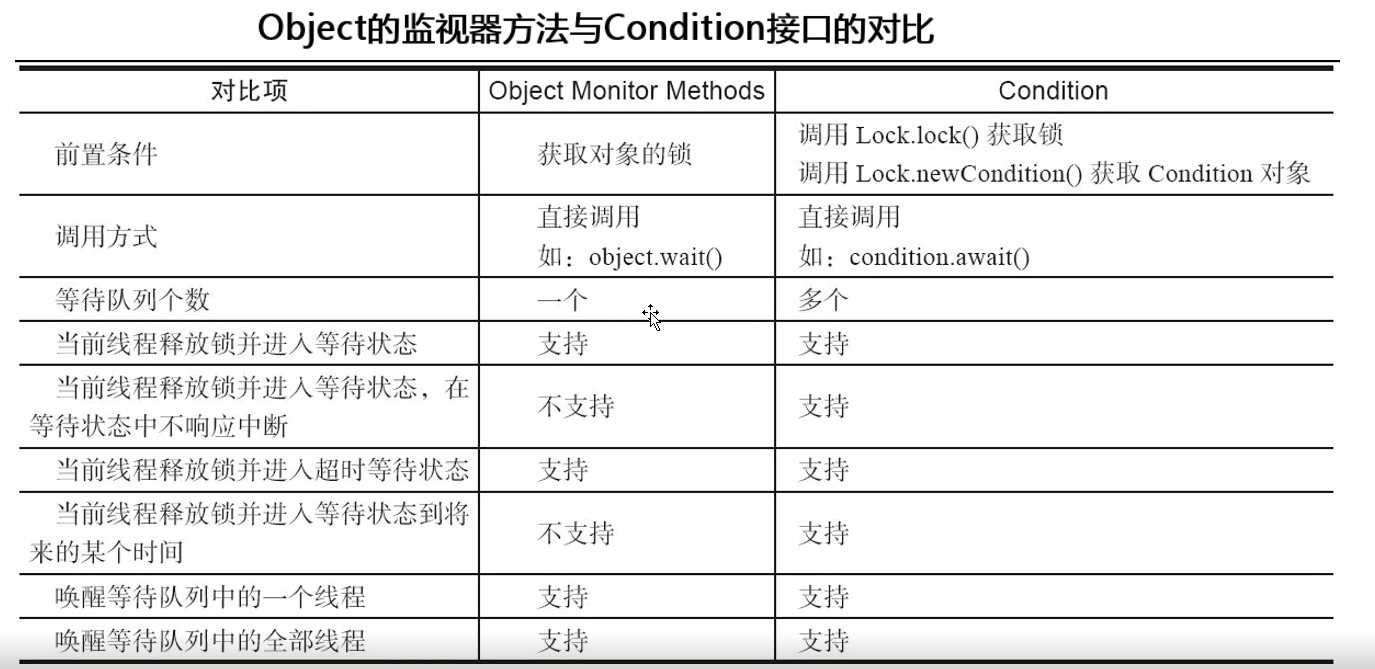 Object的监视器方法与Condition接口的对比
对比项 Object Monitor Methods Condition
前置条件 获取对象的锁 调用 Lock.lock() 获取锁
调用 Lock.newCondition() 获取 Condition 对象
调用方式 直接调用 直接调用
如：object.wait() 如：condition.await()
等待队列个数 一个 多个
当前线程释放锁并进入等待状态 支持 支持
当前线程释放锁并进入等待状态，在
等待状态中不响应中断 不支持 支持
当前线程释放锁并进入超时等待状态 支持 支持
当前线程释放锁并进入等待状态到将
来的某个时间 不支持 支持
唤醒等待队列中的一个线程 支持 支持
唤醒等待队列中的全部线程 支持 支持